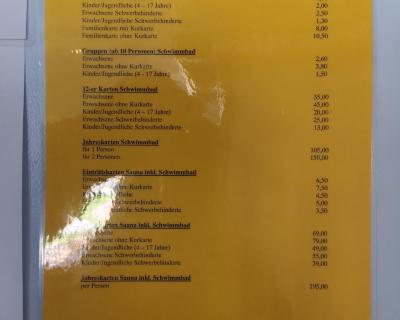 Kinder/Jugendliche (4 – 17 Jahre) 2,00
Erwachsene Schwerbehinderte 2,50
Kinder/Jugendliche Schwerbehinderte 1,30
Familienkarte mit Kurkarte 8,00
Familienkarte ohne Kurkarte 10,50
Gruppen (ab 10 Personen) Schwimmbad
Erwachsene 2,60
Erwachsene ohne Kurkarte 3,80
Kinder/Jugendliche (4 - 17 Jahre) 1,50
12-er Karten Schwimmbad
Erwachsene 35,00
Erwachsene ohne Kurkarte 45,00
Kinder/Jugendliche (4 – 17 Jahre) 20,00
Erwachsene Schwerbehinderte 25,00
Kinder/Jugendliche Schwerbehinderte 13,00
Jahreskarten Schwimmbad
für 1 Person 105,00
für 2 Personen 150,00
Eintrittskarten Sauna inkl. Schwimmbad
6,50
ohne Kurkarte 7,50
4,50
Schwerbehinderte 5,00
Schwerbehinderte 3,50
Karten Sauna inkl. Schwimmbad
69,00
ohne Kurkarte 79,00
Kinder/Jugendliche (4 - 17 Jahre) 49,00
Erwachsene Schwerbehinderte 55,00
Kinder/Jugendliche Schwerbehinderte 39,00
Jahreskarten Sauna inkl. Schwimmbad
per Person 195,00